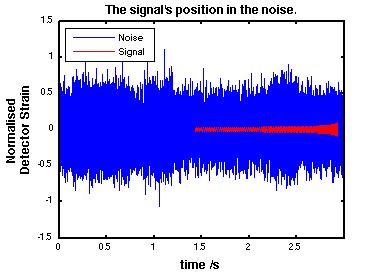 The signal's position in the noise.
Noise
Signal
1.5
1
0.5
0
-0.5
-1
-1.5
0 0.5 1 1.5 2 2.5
Normalised
Detector Strain
time /s